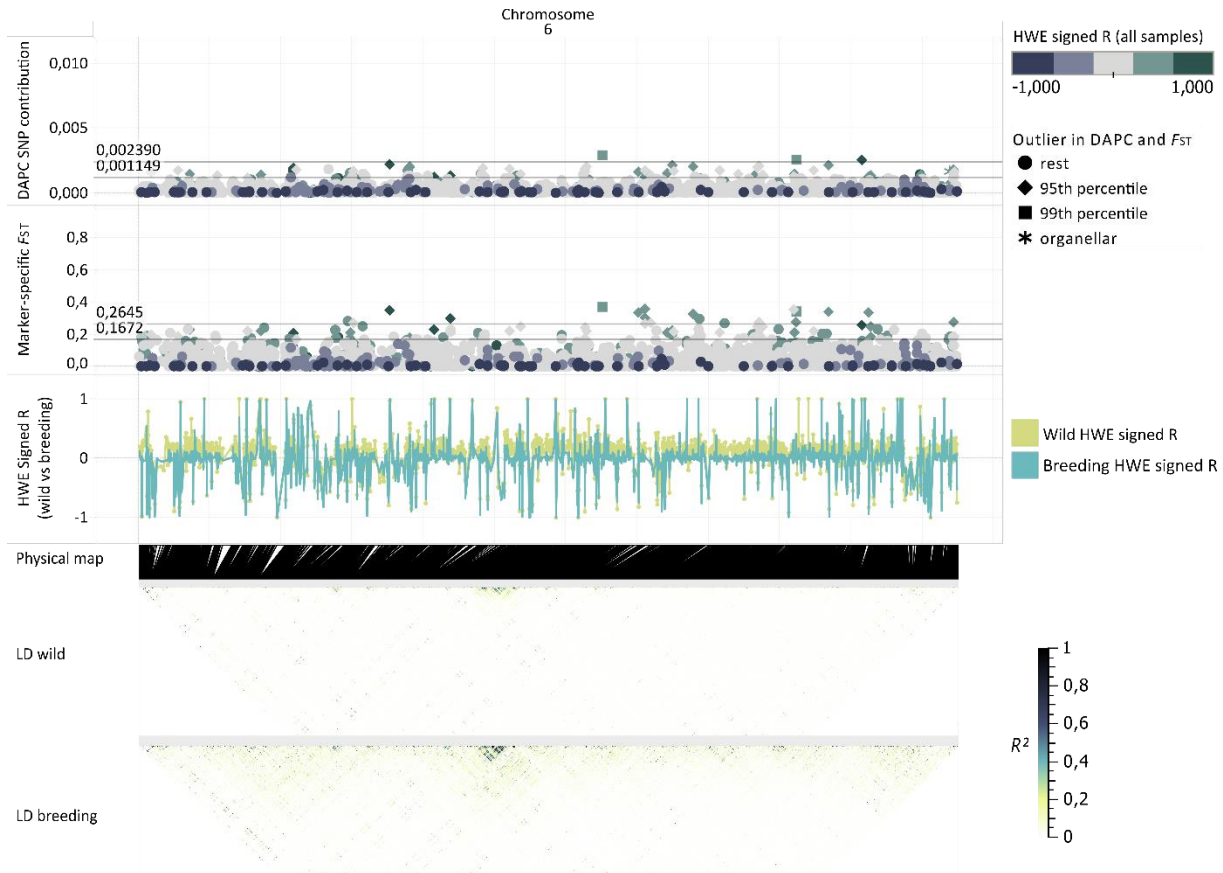 Chromosome
6
DAPC SNP contribution
0,010
0,005
0,002390
0,001149
0,000
Marker-specific FST
0,8
0,6
0,4
0,2645
0,2
0,1672
0,0
HWE Signed R
(wild vs breeding)
1
0
-1
Physical map
LD wild
LD breeding
HWE signed R (all samples)
-1,000 1,000
Outlier in DAPC and FST
rest
95th percentile
99th percentile
organellar
Wild HWE signed R
Breeding HWE signed R
R²
1
0,8
0,6
0,4
0,2
0